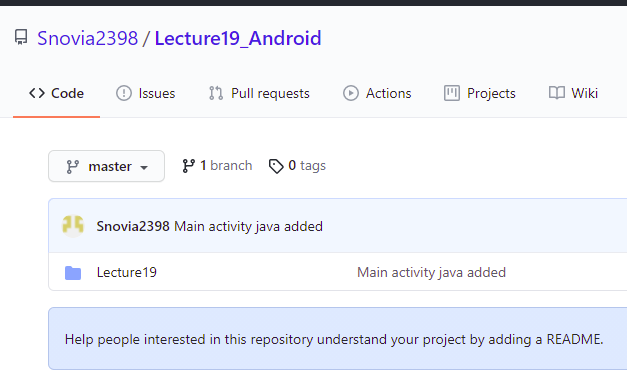 Snovia2398 / Lecture19_Android
Code Issues Pull requests Actions Projects Wiki
master 1 branch 0 tags
Snovia2398 Main activity java added
Lecture19 Main activity java added
Help people interested in this repository understand your project by adding a README.